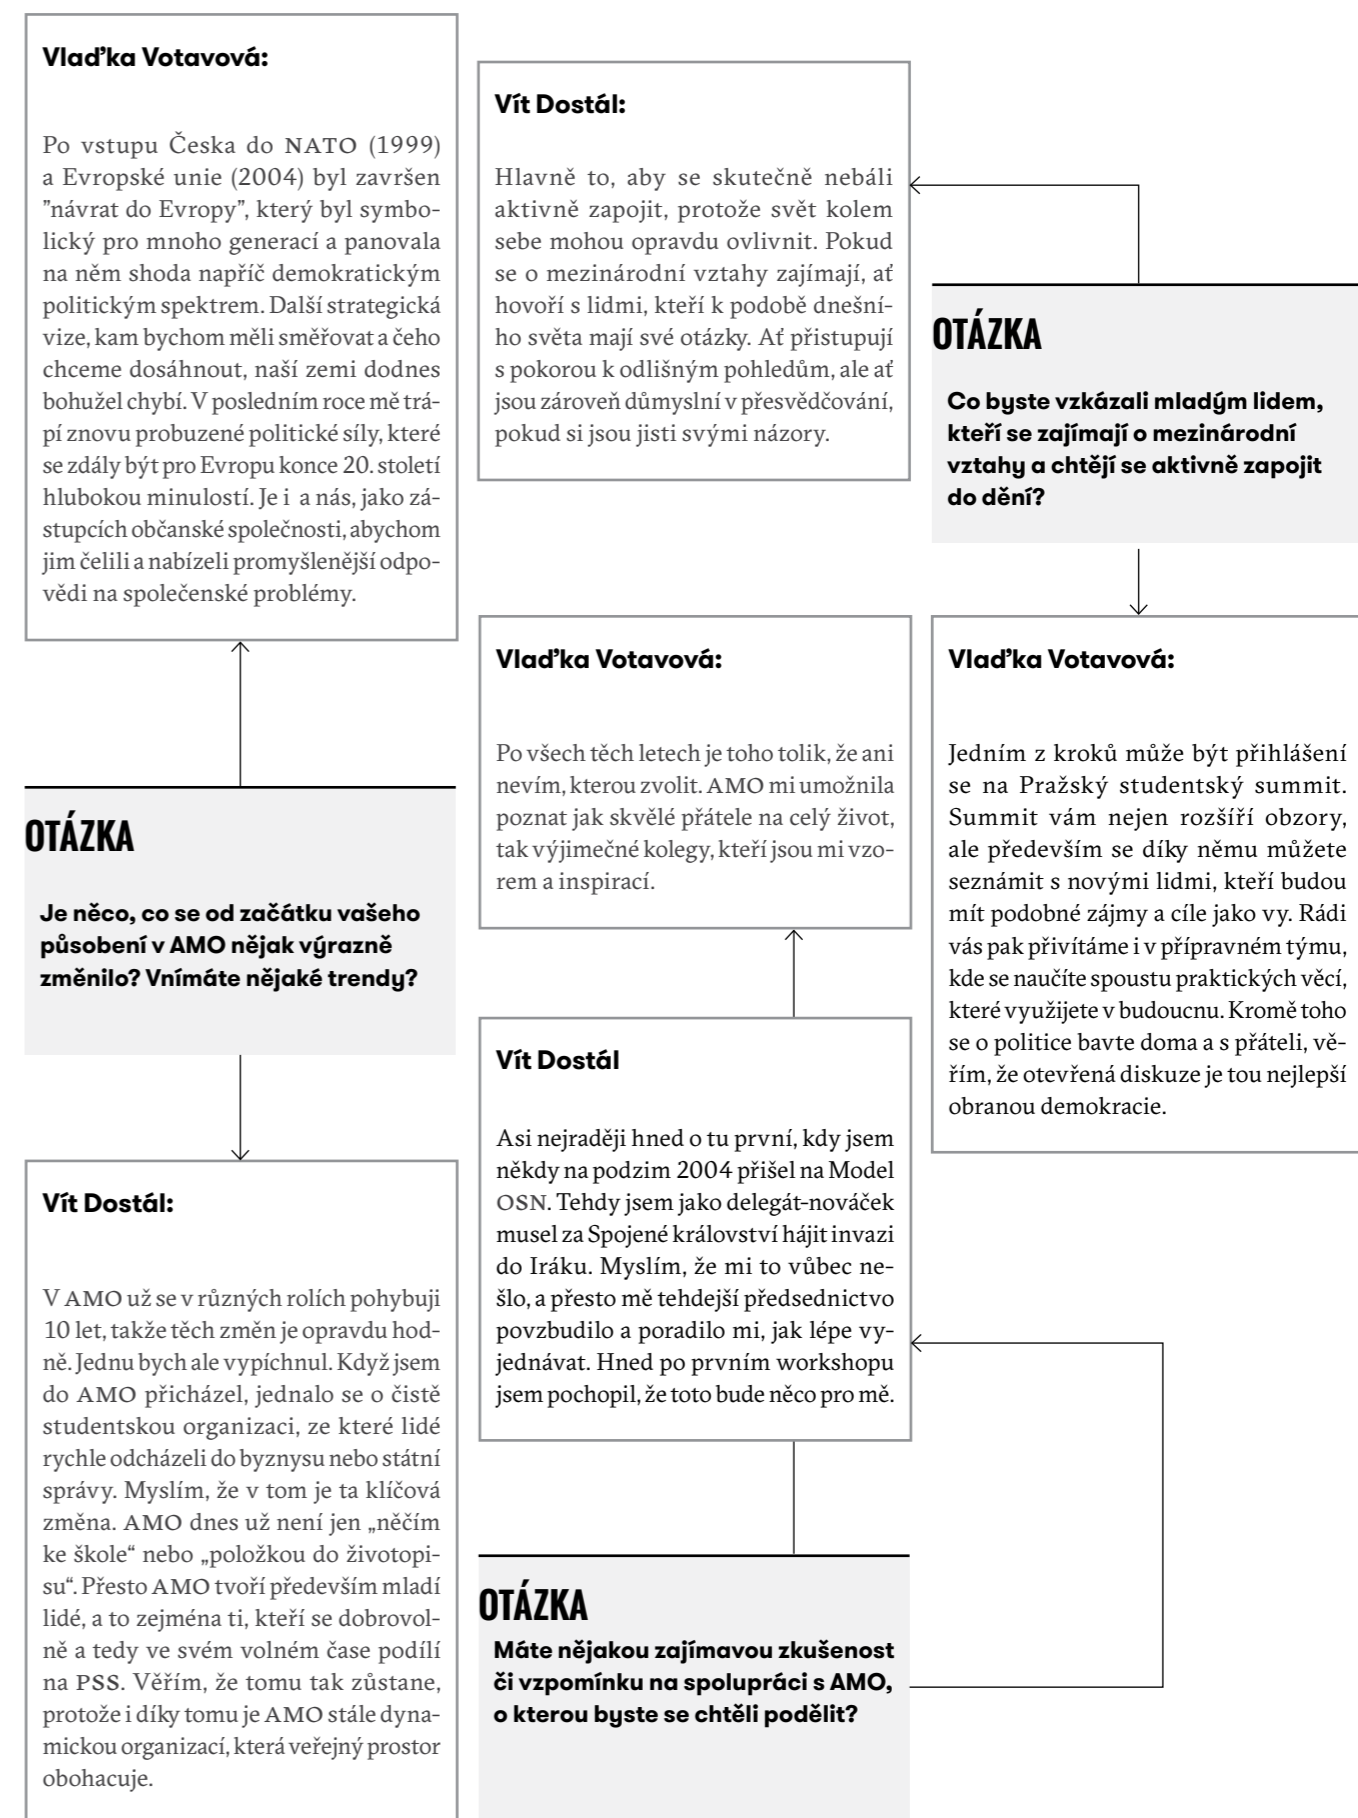 Vlaďka Votavová:
Po vstupu Česka do NATO (1999)
a Evropské unie (2004) byl završen
"návrat do Evropy”, který byl symbo-
lický pro mnoho generací a panovala
na něm shoda napříč demokratickým
politickým spektrem. Další strategická
vize, kam bychom měli směřovat a čeho
chceme dosáhnout, naší zemi dodnes
bohužel chybí. V posledním roce mě trá-
pí znovu probuzené politické síly, které
se zdály být pro Evropu konce 20. století
hlubokou minulostí. Je i a nás, jako zá-
stupcích občanské společnosti, abychom
jim čelili a nabízeli promyšlenější odpo-
vědi na společenské problémy.
OTÁZKA
Je něco, co se od začátku vašeho
působení v AMO nějak výrazně
změnilo? Vnímáte nějaké trendy?
Vít Dostál:
V AMO už se v různých rolích pohybuji
10 let, takže těch změn je opravdu hod-
ně. Jednu bych ale vypíchnul. Když jsem
do AMO přicházel, jednalo se o čistě
studentskou organizaci, ze které lidé
rychle odcházeli do byznysu nebo státní
správy. Myslím, že v tom je ta klíčová
změna. AMO dnes už není jen „něčím
ke škole“ nebo „položkou do životopi-
su“. Přesto AMO tvoří především mladí
lidé, a to zejména ti, kteří se dobrovol-
ně a tedy ve svém volném čase podílí
na PSS. Věřím, že tomu tak zůstane,
protože i díky tomu je AMO stále dyna-
mickou organizací, která veřejný prostor
obohacuje.
Vít Dostál:
Hlavně to, aby se skutečně nebáli
aktivně zapojit, protože svět kolem
sebe mohou opravdu ovlivnit. Pokud
se o mezinárodní vztahy zajímají, ať
hovoří s lidmi, kteří k podobě dnešní-
ho světa mají své otázky. Ať přistupují
s pokorou k odlišným pohledům, ale ať
jsou zároveň důmyslní v přesvědčování,
pokud si jsou jisti svými názory.
Vlaďka Votavová:
Po všech těch letech je toho tolik, že ani
nevím, kterou zvolit. AMO mi umožnila
poznat jak skvělé přátele na celý život,
tak výjimečné kolegy, kteří jsou mi vzo-
rem a inspirací.
Vít Dostál
Asi nejraději hned o tu první, kdy jsem
někdy na podzim 2004 přišel na Model
OSN. Tehdy jsem jako delegát-nováček
musel za Spojené království hájit invazi
do Iráku. Myslím, že mi to vůbec ne-
šlo, a přesto mě tehdejší předsednictvo
povzbudilo a poradilo mi, jak lépe vy-
jednávat. Hned po prvním workshopu
jsem pochopil, že toto bude něco pro mě.
OTÁZKA
Máte nějakou zajímavou zkušenost
či vzpomínku na spolupráci s AMO,
o kterou byste se chtěli podělit?
OTÁZKA
Co byste vzkázali mladým lidem,
kteří se zajímají o mezinárodní
vztahy a chtějí se aktivně zapojit
do dění?
Vlaďka Votavová:
Jedním z kroků může být přihlášení
se na Pražský studentský summit.
Summit vám nejen rozšíří obzory,
ale především se díky němu můžete
seznámit s novými lidmi, kteří budou
mít podobné zájmy a cíle jako vy. Rádi
vás pak přivítáme i v přípravném týmu,
kde se naučíte spoustu praktických věcí,
které využijete v budoucnu. Kromě toho
se o politice bavte doma a s přáteli, vě-
řím, že otevřená diskuze je tou nejlepší
obranou demokracie.